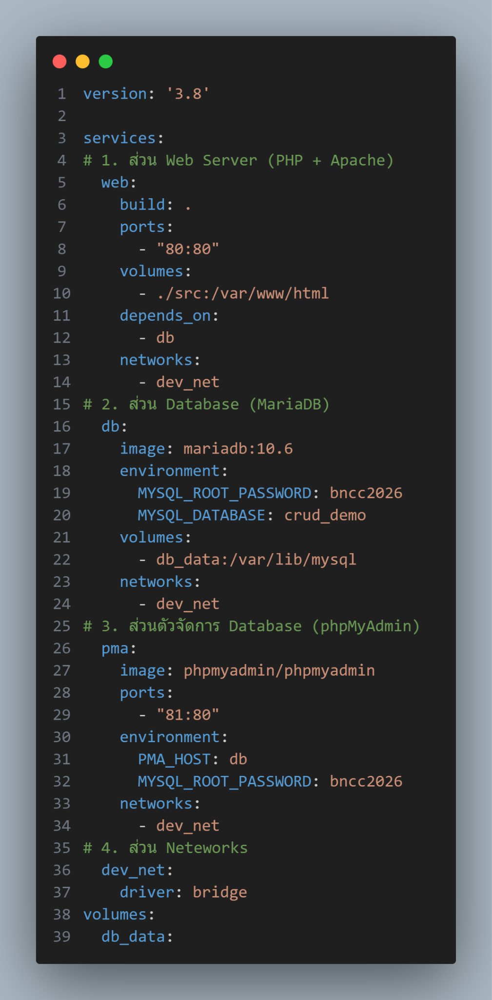 1 version: '3.8'
2
3 services:
4 # 1. ส่วน Web Server (PHP + Apache)
5   web:
6     build: .
7     ports:
8       - "80:80"
9     volumes:
10       - ./src:/var/www/html
11     depends_on:
12       - db
13     networks:
14       - dev_net
15 # 2. ส่วน Database (MariaDB)
16   db:
17     image: mariadb:10.6
18     environment:
19       MYSQL_ROOT_PASSWORD: bncc2026
20       MYSQL_DATABASE: crud_demo
21     volumes:
22       - db_data:/var/lib/mysql
23     networks:
24       - dev_net
25 # 3. ส่วนตัวจัดการ Database (phpMyAdmin)
26   pma:
27     image: phpmyadmin/phpmyadmin
28     ports:
29       - "81:80"
30     environment:
31       PMA_HOST: db
32       MYSQL_ROOT_PASSWORD: bncc2026
33     networks:
34       - dev_net
35 # 4. ส่วน Neteworks
36   dev_net:
37     driver: bridge
38 volumes:
39   db_data: